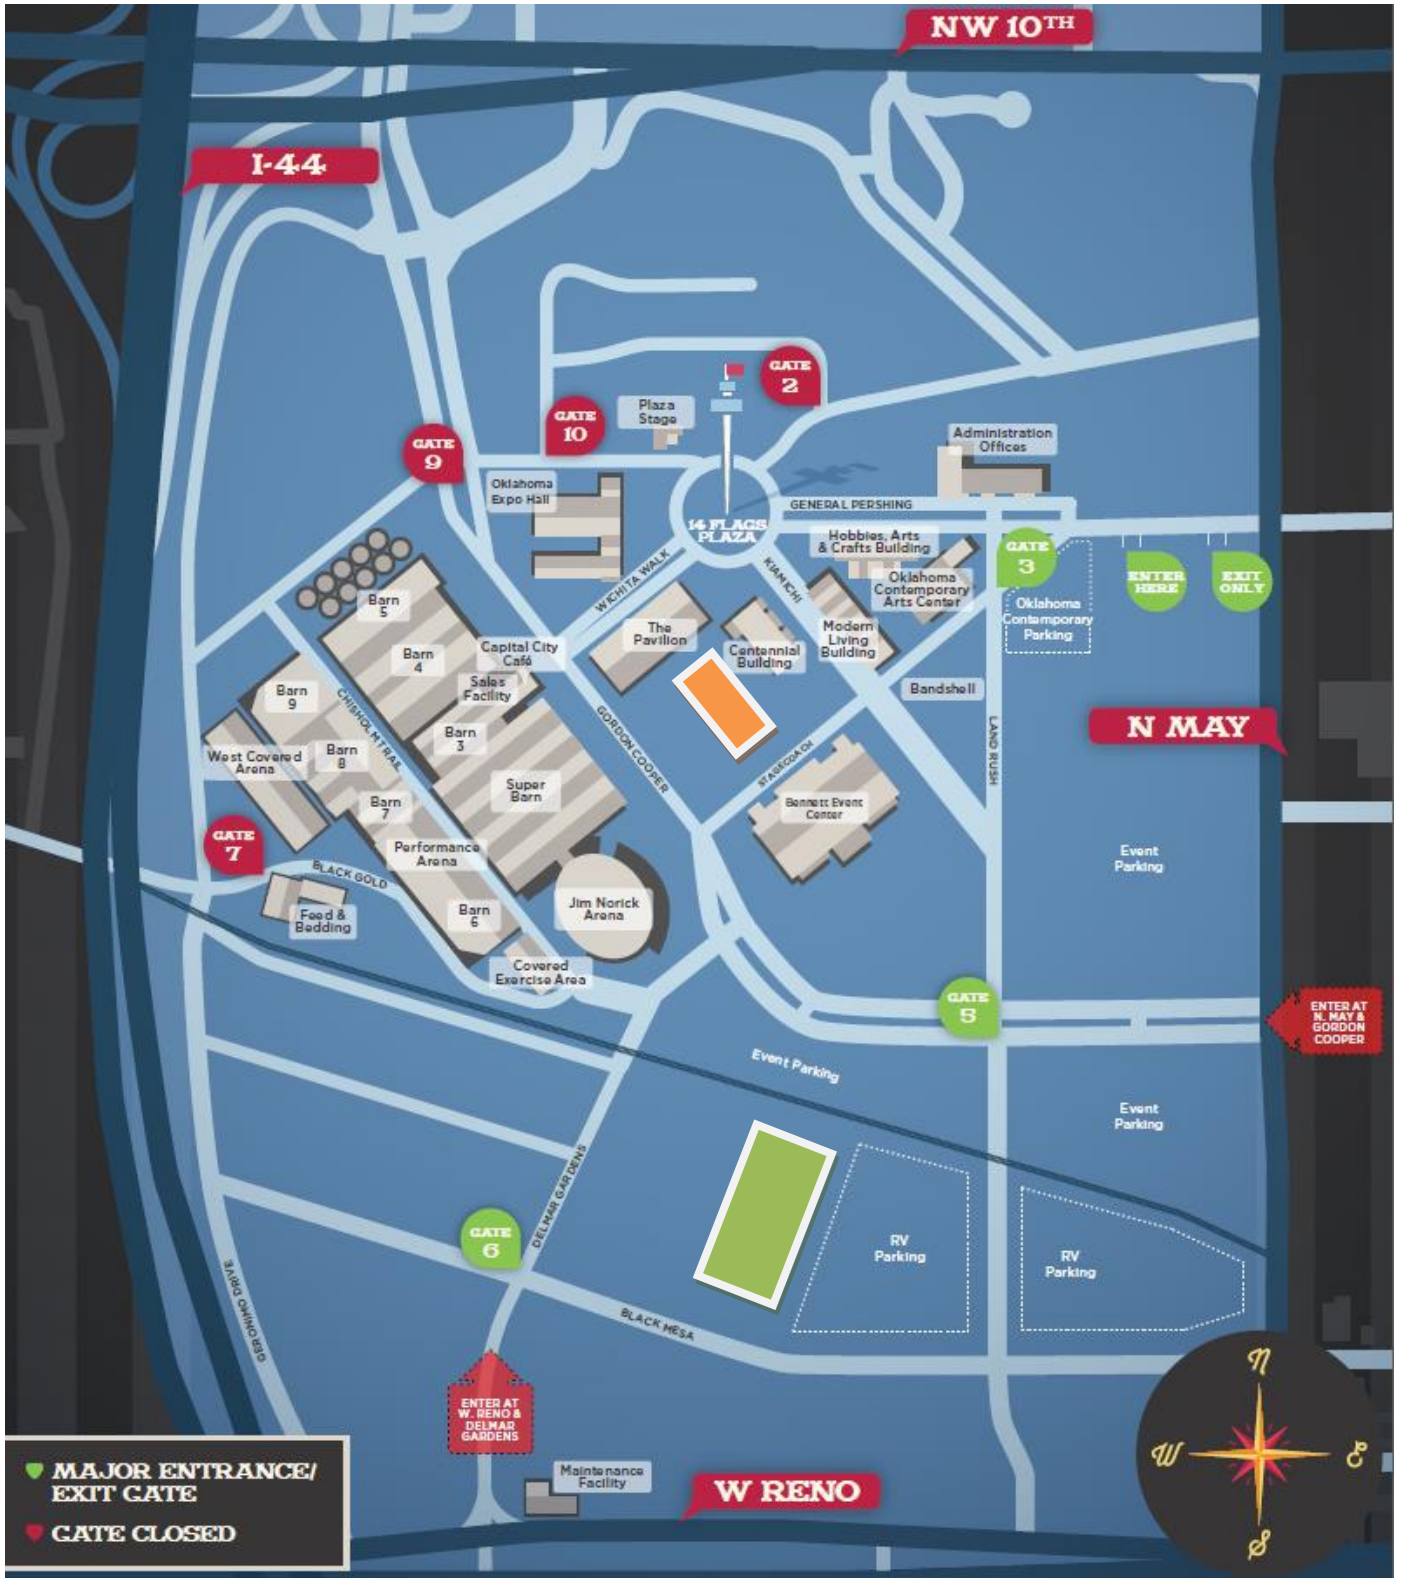 NW 10TH
I-44
GATE
2
Plaza
Stage
GATE
10
GATE
9
Administration
Offices
Oklahoma
Expo Hall
GENERAL PERSHING
14 FLAGS
PLAZA
Hobbies, Arts
& Crafts Building
GATE
3
ENTER
HERE
EXIT
ONLY
WICHITA WALK
KIAMICHI
Oklahoma
Contemporary
Arts Center
Oklahoma
Contemporary
Parking
Barn
5
The
Pavilion
Modern
Living
Building
Centennial
Building
Capital City
Café
Barn
4
Sales
Facility
Bandshell
Barn
9
CHISHOLM TRAIL
GORDON COOPER
LAND RUSH
N MAY
Barn
3
West Covered
Arena
Barn
8
STAGECOACH
Super
Barn
Barn
7
Bennett Event
Center
GATE
7
Performance
Arena
Event
Parking
BLACK GOLD
Feed &
Bedding
Barn
6
Jim Norick
Arena
Covered
Exercise Area
GATE
5
ENTER AT
N. MAY &
GORDON
COOPER
Event Parking
Event
Parking
DELMAR GARDENS
GATE
6
RV
Parking
RV
Parking
GERONIMO DRIVE
BLACK MESA
ENTER AT
W. RENO &
DELMAR
GARDENS
N
W
E
S
MAJOR ENTRANCE/
EXIT GATE
GATE CLOSED
Maintenance
Facility
W RENO